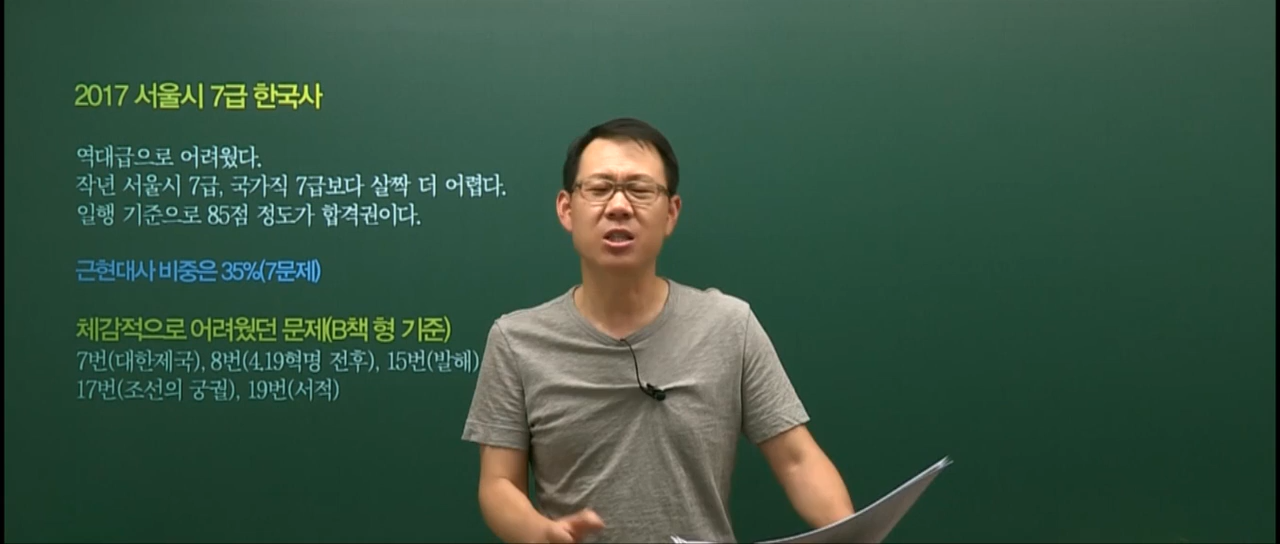 2017 서울시 7급 한국사
역대급으로 어려웠다.
작년 서울시 7급, 국가직 7급보다 살짝 더 어렵다.
일행 기준으로 85점 정도가 합격권이다.
근현대사 비중은 35%(7문제)
체감적으로 어려웠던 문제(B책 형 기준)
7번(대한제국), 8번(4.19혁명 전후), 15번(발해)
17번(조선의 궁궐), 19번(서적)